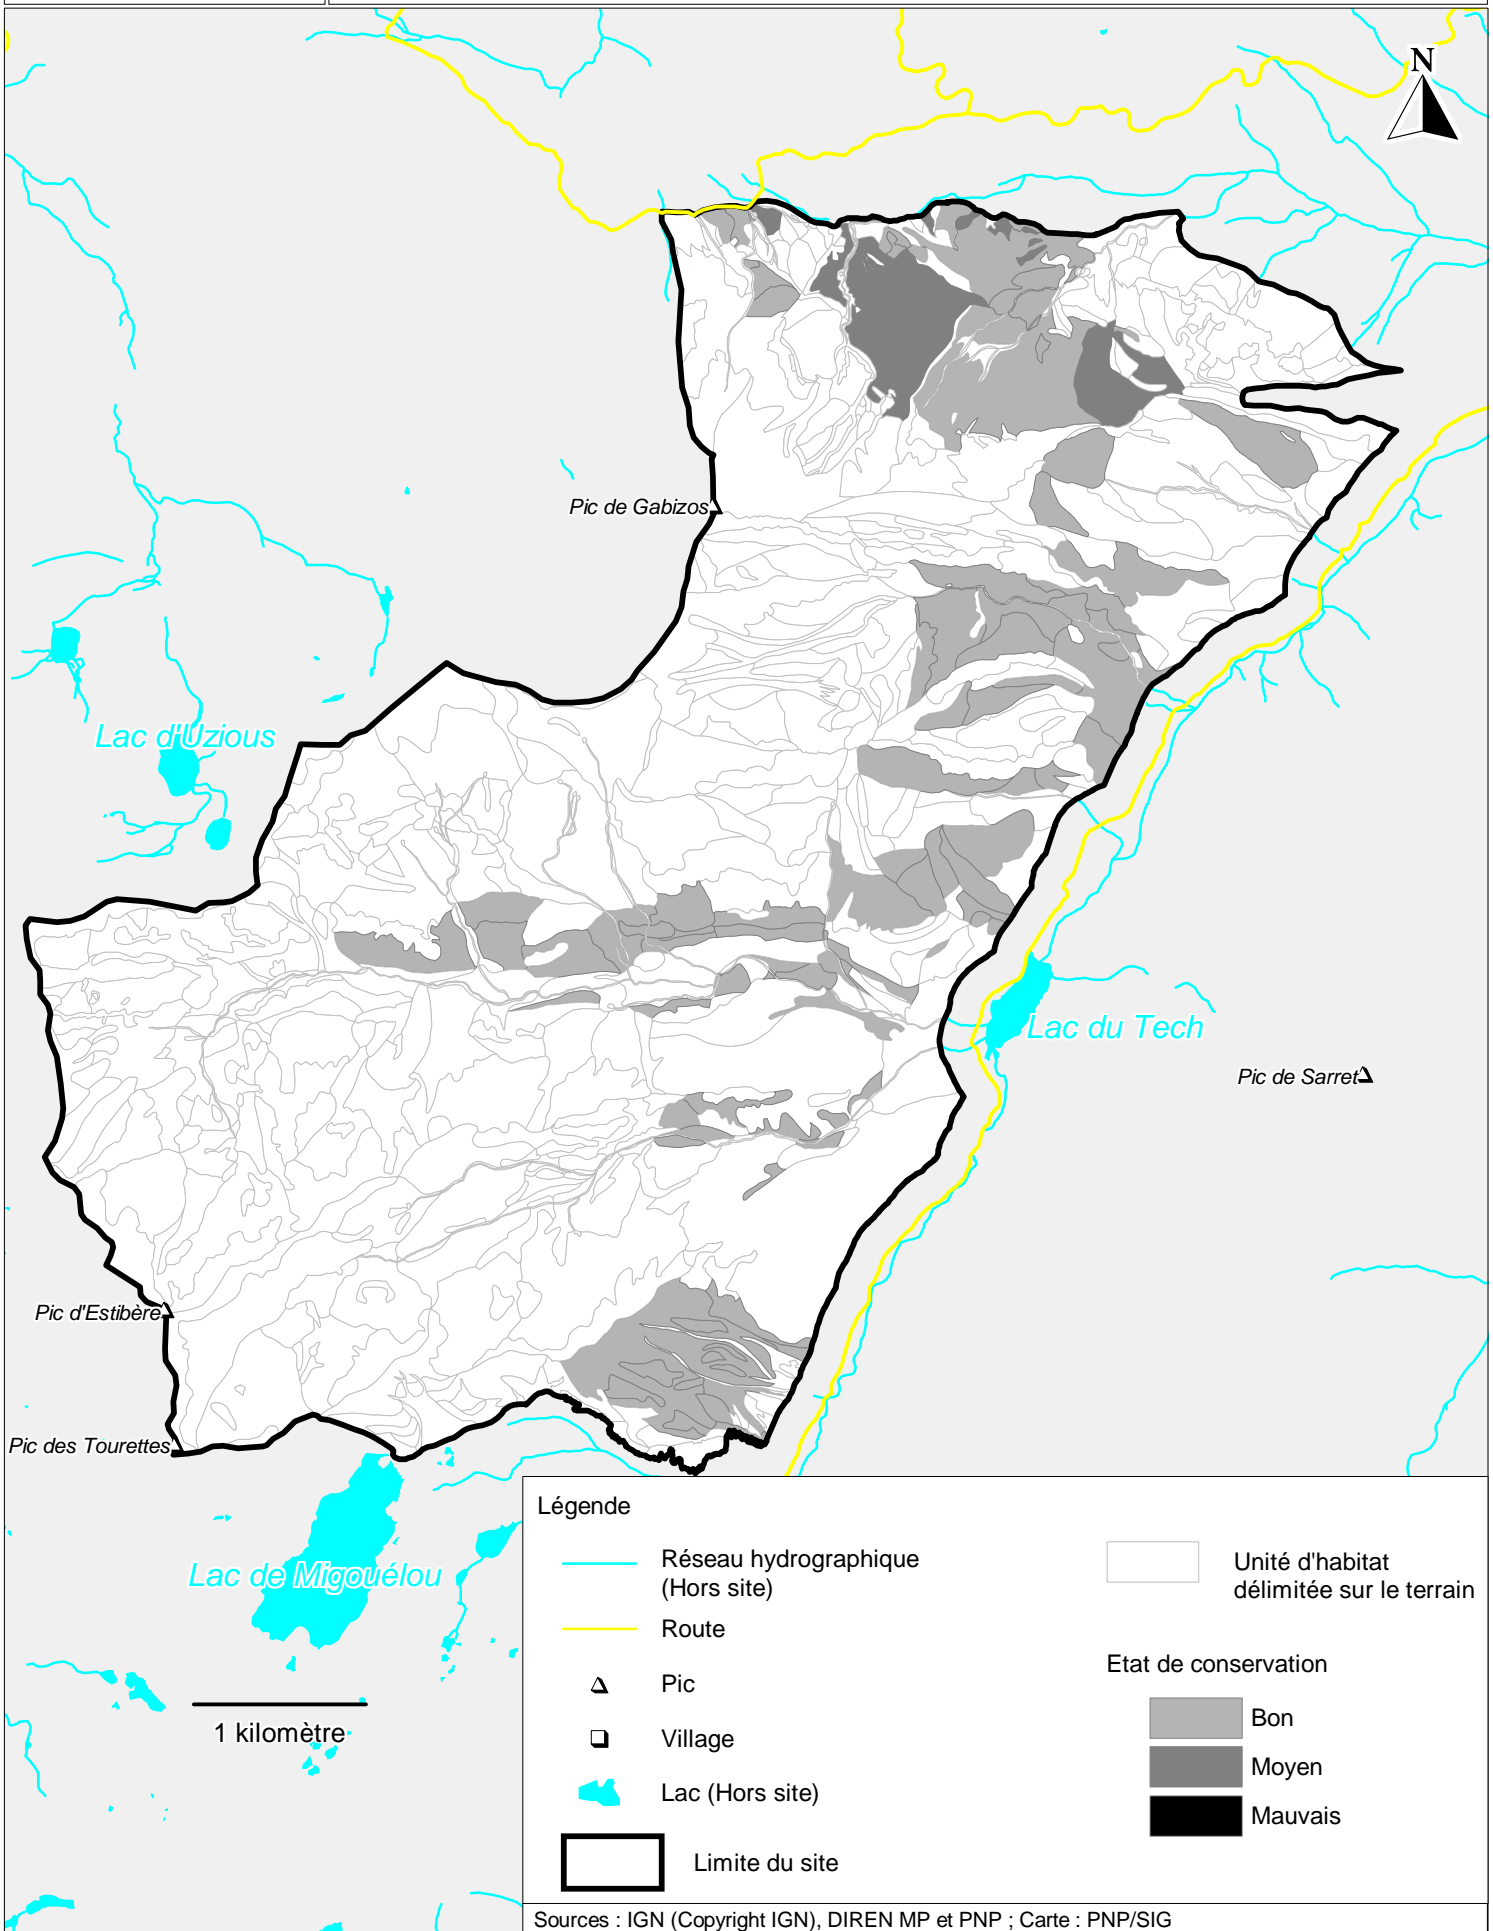 N
Pic de Gabizos
Lac d'Uzious
Lac du Tech
Pic de Sarret
Pic d'Estibère
Pic des Tourettes
Lac de Migouélou
1 kilomètre
Légende
Réseau hydrographique
(Hors site)
Route
Pic
Village
Lac (Hors site)
Limite du site
Unité d'habitat
délimitée sur le terrain
Etat de conservation
Bon
Moyen
Mauvais
Sources : IGN (Copyright IGN), DIREN MP et PNP ; Carte : PNP/SIG